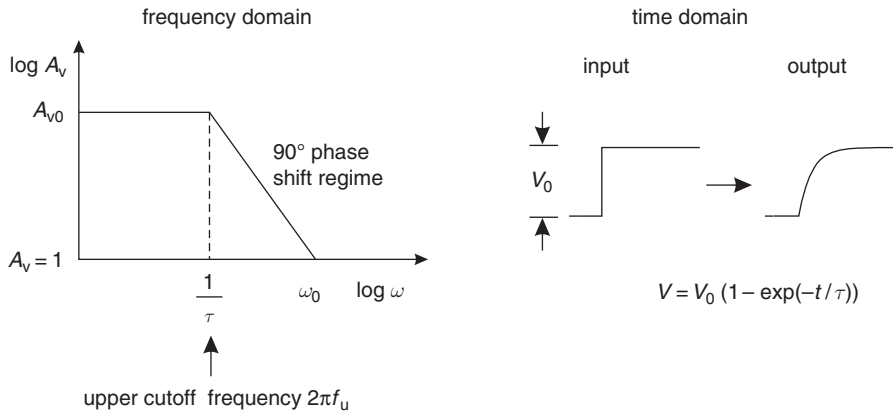 frequency domain
log A_v
A_v0
90° phase
shift regime
A_v = 1
1
τ
ω_0
log ω
upper cutoff frequency 2πf_u
time domain
input
output
V_0
V = V_0 (1 – exp(–t / τ))